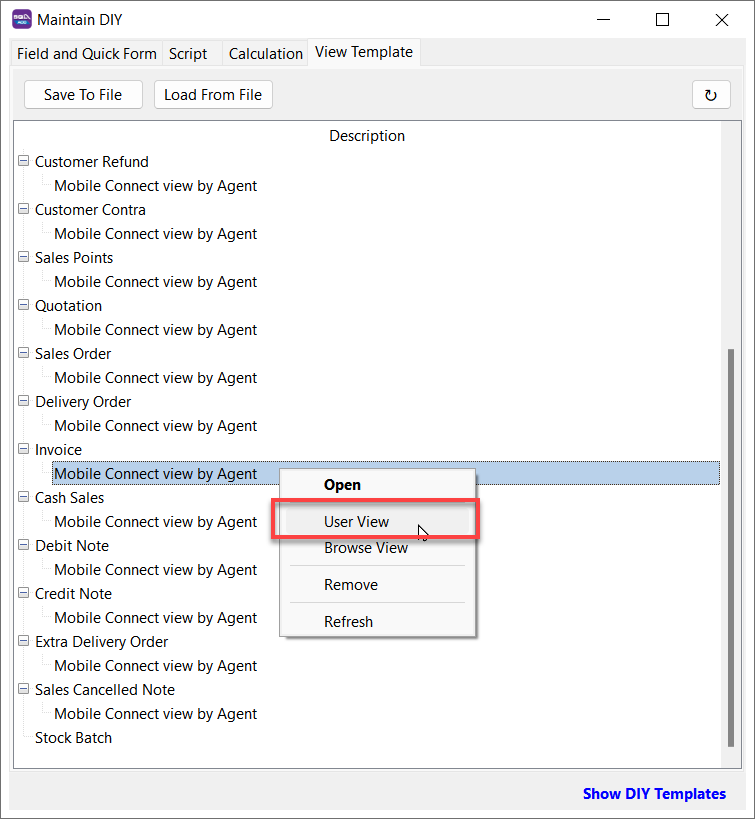 Maintain DIY
Field and Quick Form Script Calculation View Template
Save To File Load From File
Description
Customer Refund
Mobile Connect view by Agent
Customer Contra
Mobile Connect view by Agent
Sales Points
Mobile Connect view by Agent
Quotation
Mobile Connect view by Agent
Sales Order
Mobile Connect view by Agent
Delivery Order
Mobile Connect view by Agent
Invoice
Mobile Connect view by Agent
Open
Cash Sales
Mobile Connect view by Agent User View
Debit Note Browse View
Mobile Connect view by Agent
Remove
Credit Note
Mobile Connect view by Agent Refresh
Extra Delivery Order
Mobile Connect view by Agent
Sales Cancelled Note
Mobile Connect view by Agent
Stock Batch
Show DIY Templates